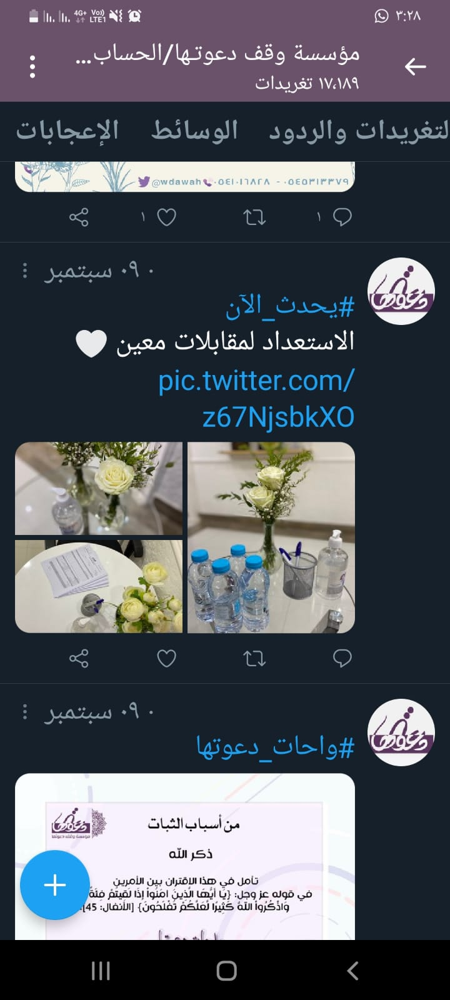 ٣:٢٨
4G+ Vo)) LTE1
مؤسسة وقف دعوتـها/الحساب...
١٧،١٨٩ تغريدات
لتغريدات والردود
الوسائط
الإعجابات
@wdawah ٠٥٤١٠١٦٨٢٨ - ٠٥٤٥٣١٣٣٧٩
١
١
٠٩ سبتمبر
#يحدث_الآن
الاستعداد لمقابلات معين
pic.twitter.com/
z67NjsbkXO
٠٩ سبتمبر
#واحات_دعوتها
دعوتها
مؤسسة وقف دعوتها
من أسباب الثبات
ذكر الله
تأمل في هذا الاقتران بين الأمرين
في قوله عز وجل: {يَا أَيُّهَا الَّذِينَ آمَنُواْ إِذَا لَقِيتُمْ فِئَةً
وَاذْكُرُواْ اللَّهَ كَثِيرًا لَّعَلَّكُمْ تُفْلَحُونَ} [الأنفال: 45].